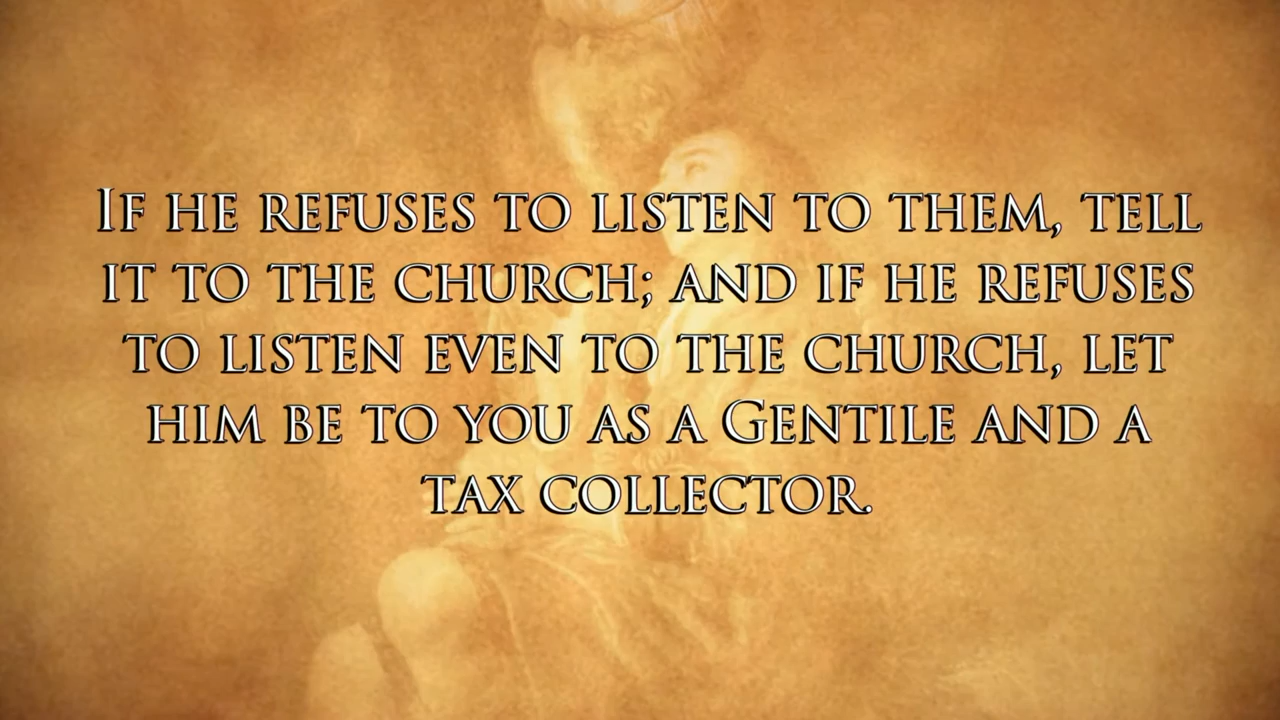 If he refuses to listen to them, tell
it to the church; and if he refuses
to listen even to the church, let
him be to you as a Gentile and a
tax collector.